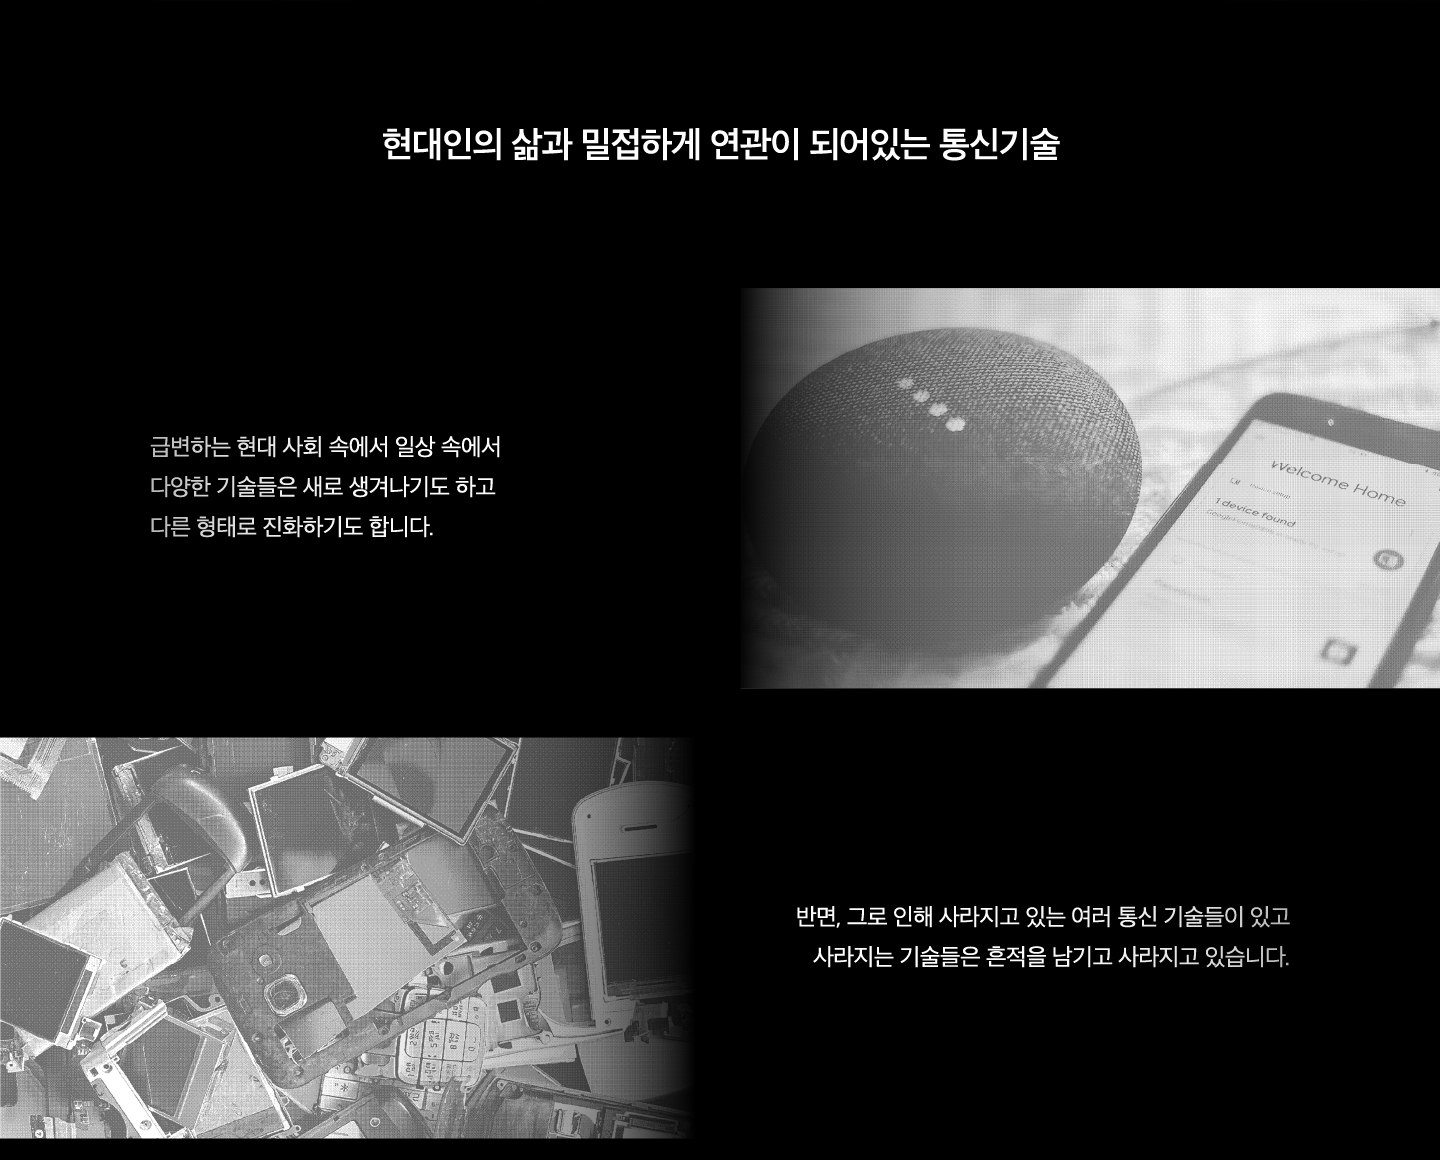 현대인의 삶과 밀접하게 연관이 되어있는 통신기술
급변하는 현대 사회 속에서 일상 속에서
다양한 기술들은 새로 생겨나기도 하고
다른 형태로 진화하기도 합니다.
Welcome Home
1 device found
반면, 그로 인해 사라지고 있는 여러 통신 기술들이 있고
사라지는 기술들은 흔적을 남기고 사라지고 있습니다.